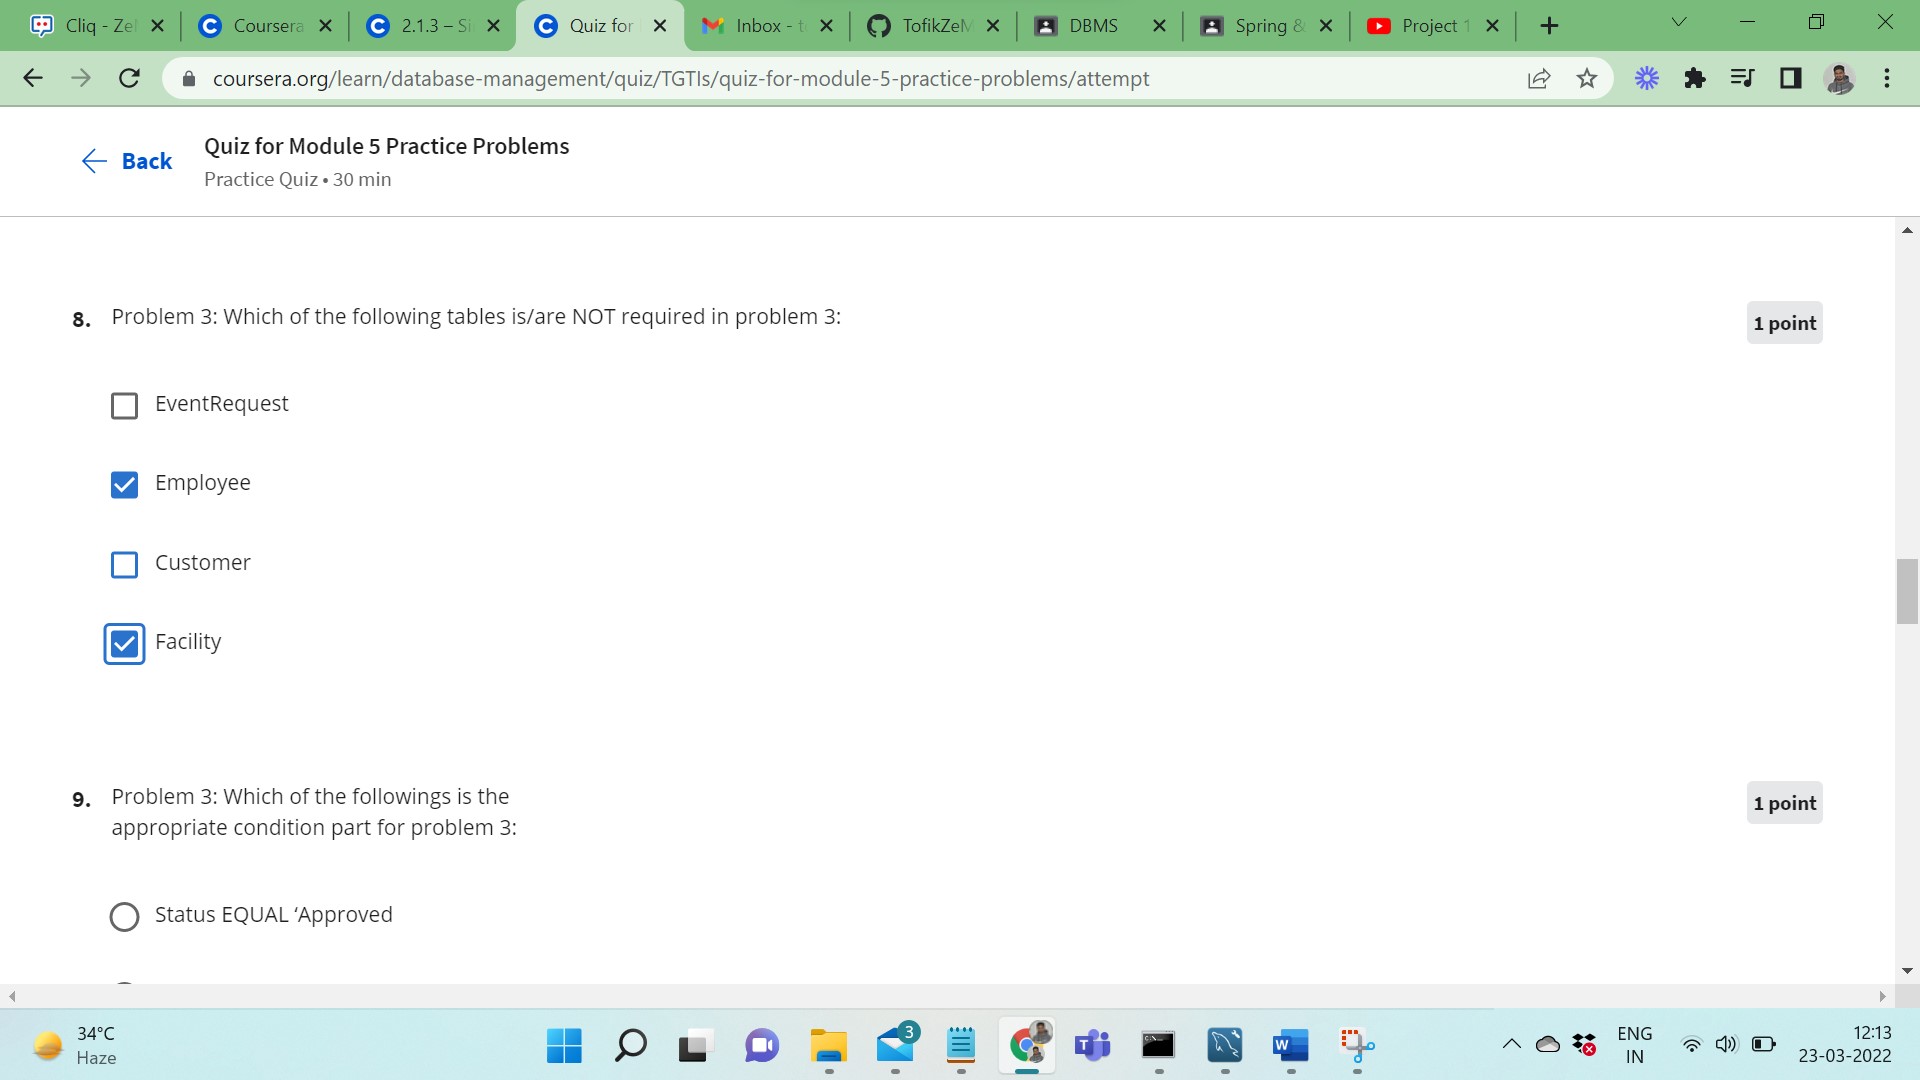 Cliq - Zel
Coursera
2.1.3 – Si
Quiz for
Inbox - t
TofikZeM
DBMS
Spring &
Project 1
coursera.org/learn/database-management/quiz/TGTIs/quiz-for-module-5-practice-problems/attempt
Back
Quiz for Module 5 Practice Problems
Practice Quiz • 30 min
8. Problem 3: Which of the following tables is/are NOT required in problem 3:
1 point
EventRequest
Employee
Customer
Facility
9. Problem 3: Which of the followings is the
appropriate condition part for problem 3:
1 point
Status EQUAL ‘Approved
34°C
Haze
3
ENG
IN
12:13
23-03-2022